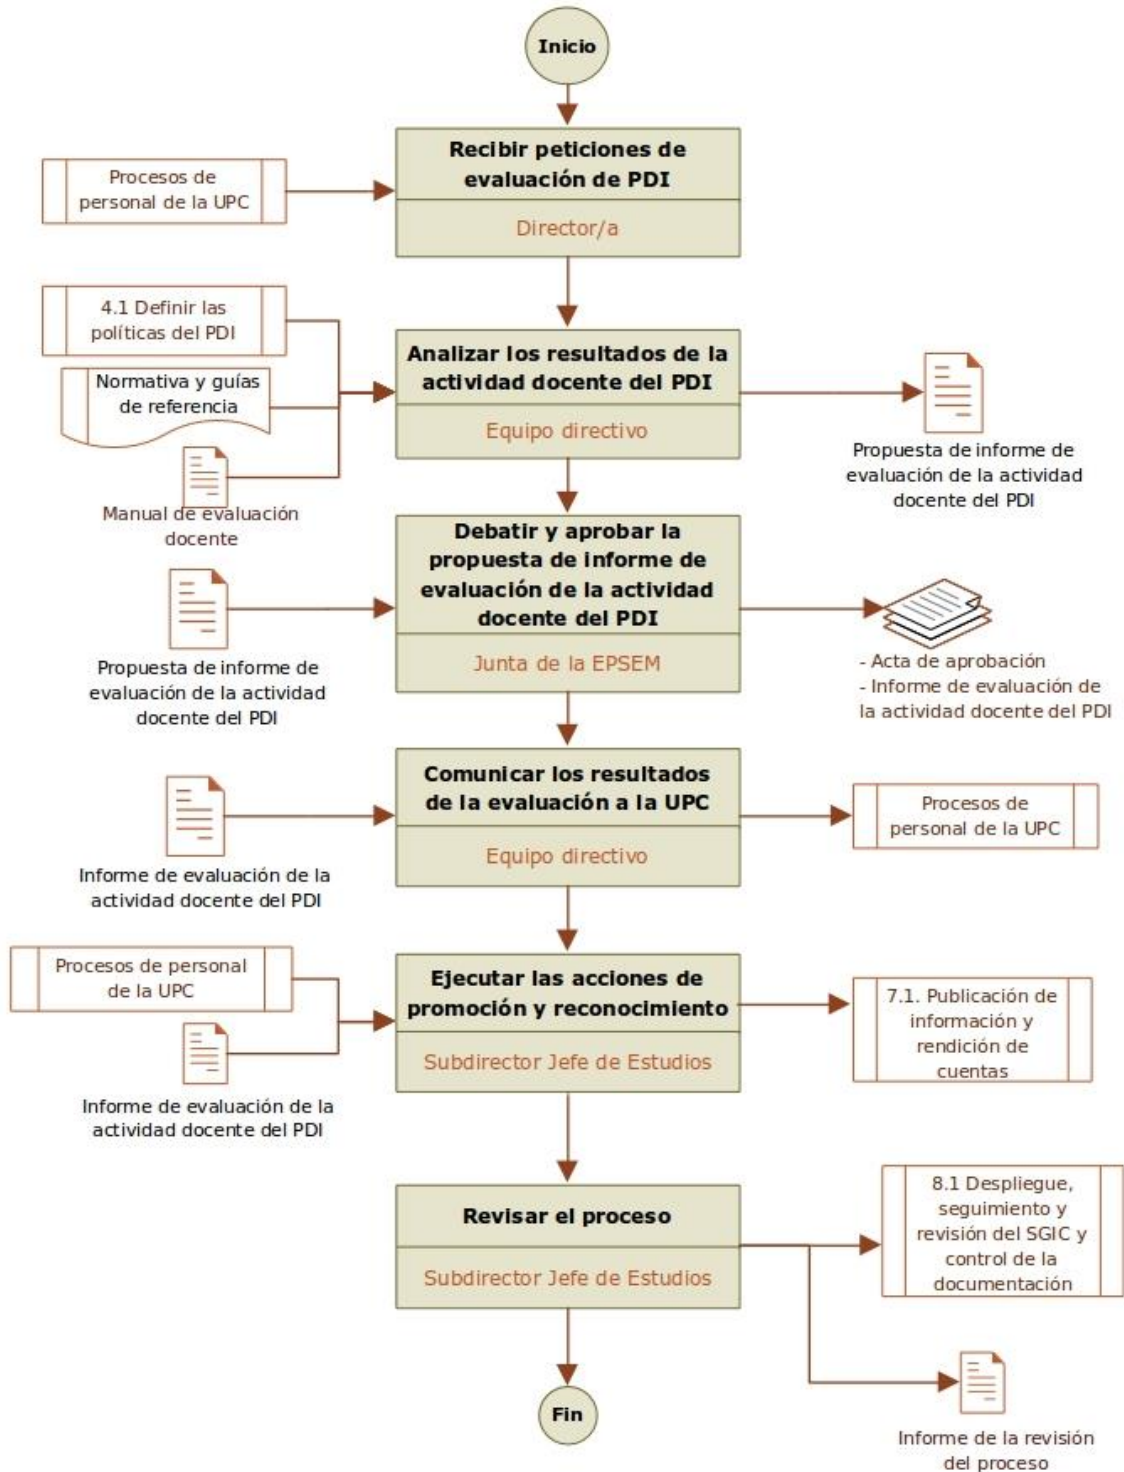 Inicio
Recibir peticiones de
evaluación de PDI
Director/a
Procesos de
personal de la UPC
4.1 Definir las
políticas del PDI
Normativa y guías
de referencia
Manual de evaluación
docente
Analizar los resultados de la
actividad docente del PDI
Equipo directivo
Propuesta de informe de
evaluación de la actividad
docente del PDI
Debatir y aprobar la
propuesta de informe de
evaluación de la actividad
docente del PDI
Junta de la EPSEM
Propuesta de informe de
evaluación de la actividad
docente del PDI
- Acta de aprobación
- Informe de evaluación de
la actividad docente del PDI
Comunicar los resultados
de la evaluación a la UPC
Equipo directivo
Informe de evaluación de la
actividad docente del PDI
Procesos de
personal de la UPC
Procesos de personal
de la UPC
Informe de evaluación de la
actividad docente del PDI
Ejecutar las acciones de
promoción y reconocimiento
Subdirector Jefe de Estudios
7.1. Publicación de
información y
rendición de
cuentas
Revisar el proceso
Subdirector Jefe de Estudios
8.1 Despliegue,
seguimiento y
revisión del SGIC y
control de la
documentación
Informe de la revisión
del proceso
Fin